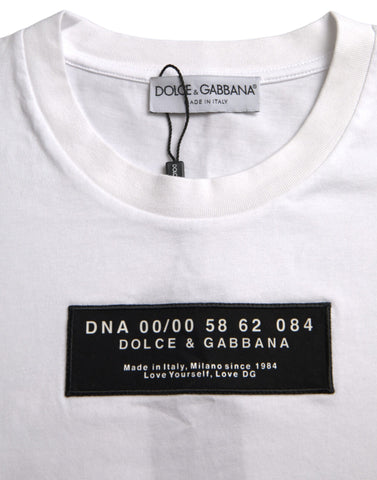 DOLCE & GABBANA®
MADE IN ITALY
DNA 00/00 58 62 084
DOLCE & GABBANA
Made in Italy, Milano since 1984
Love Yourself, Love DG